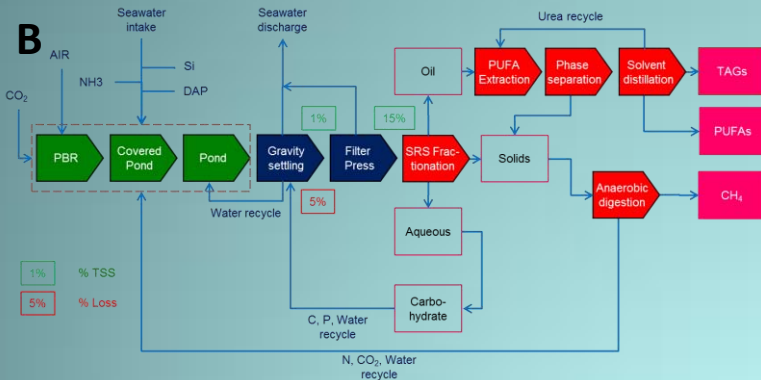 B
Seawater
intake
Seawater
discharge
Urea recycle
AIR
Si
NH3
DAP
CO₂
Oil
PUFA
Extraction
Phase
separation
Solvent
distillation
TAGs
1%
15%
PUFAs
PBR
Covered
Pond
Pond
Gravity
settling
Filter
Press
SRS Frac-
tionation
Solids
Anaerobic
digestion
CH₄
Water recycle
5%
Aqueous
1%
% TSS
5%
% Loss
Carbo-
hydrate
C, P, Water
recycle
N, CO₂, Water
recycle